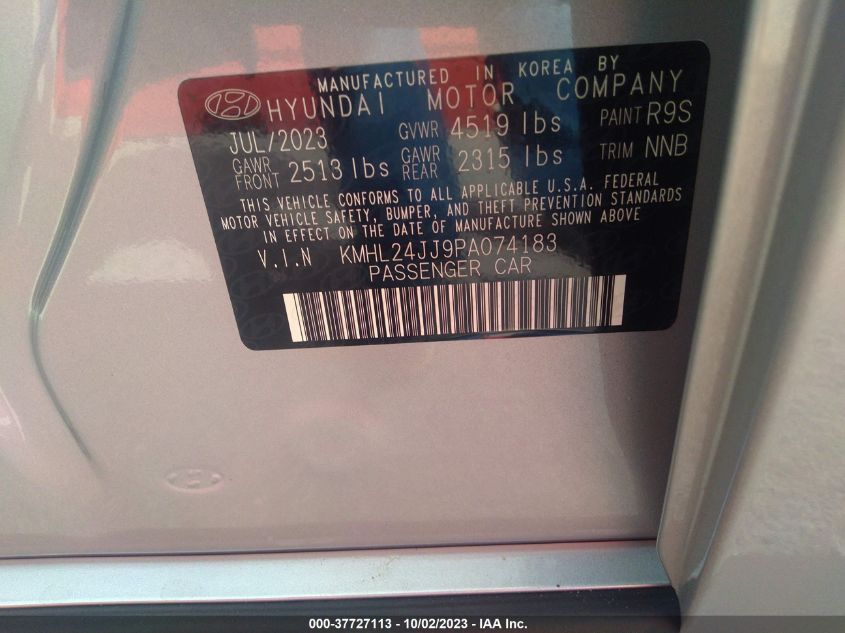 MANUFACTURED IN KOREA BY
HYUNDAI MOTOR COMPANY
JUL/2023 GVWR 4519 lbs PAINT R9S
GAWR FRONT 2513 lbs GAWR REAR 2315 lbs TRIM NNB
THIS VEHICLE CONFORMS TO ALL APPLICABLE U.S.A. FEDERAL
MOTOR VEHICLE SAFETY, BUMPER, AND THEFT PREVENTION STANDARDS
IN EFFECT ON THE DATE OF MANUFACTURE SHOWN ABOVE
V.I.N KMHL24JJ9PA074183
PASSENGER CAR
000-37727113 - 10/02/2023 - IAA Inc.